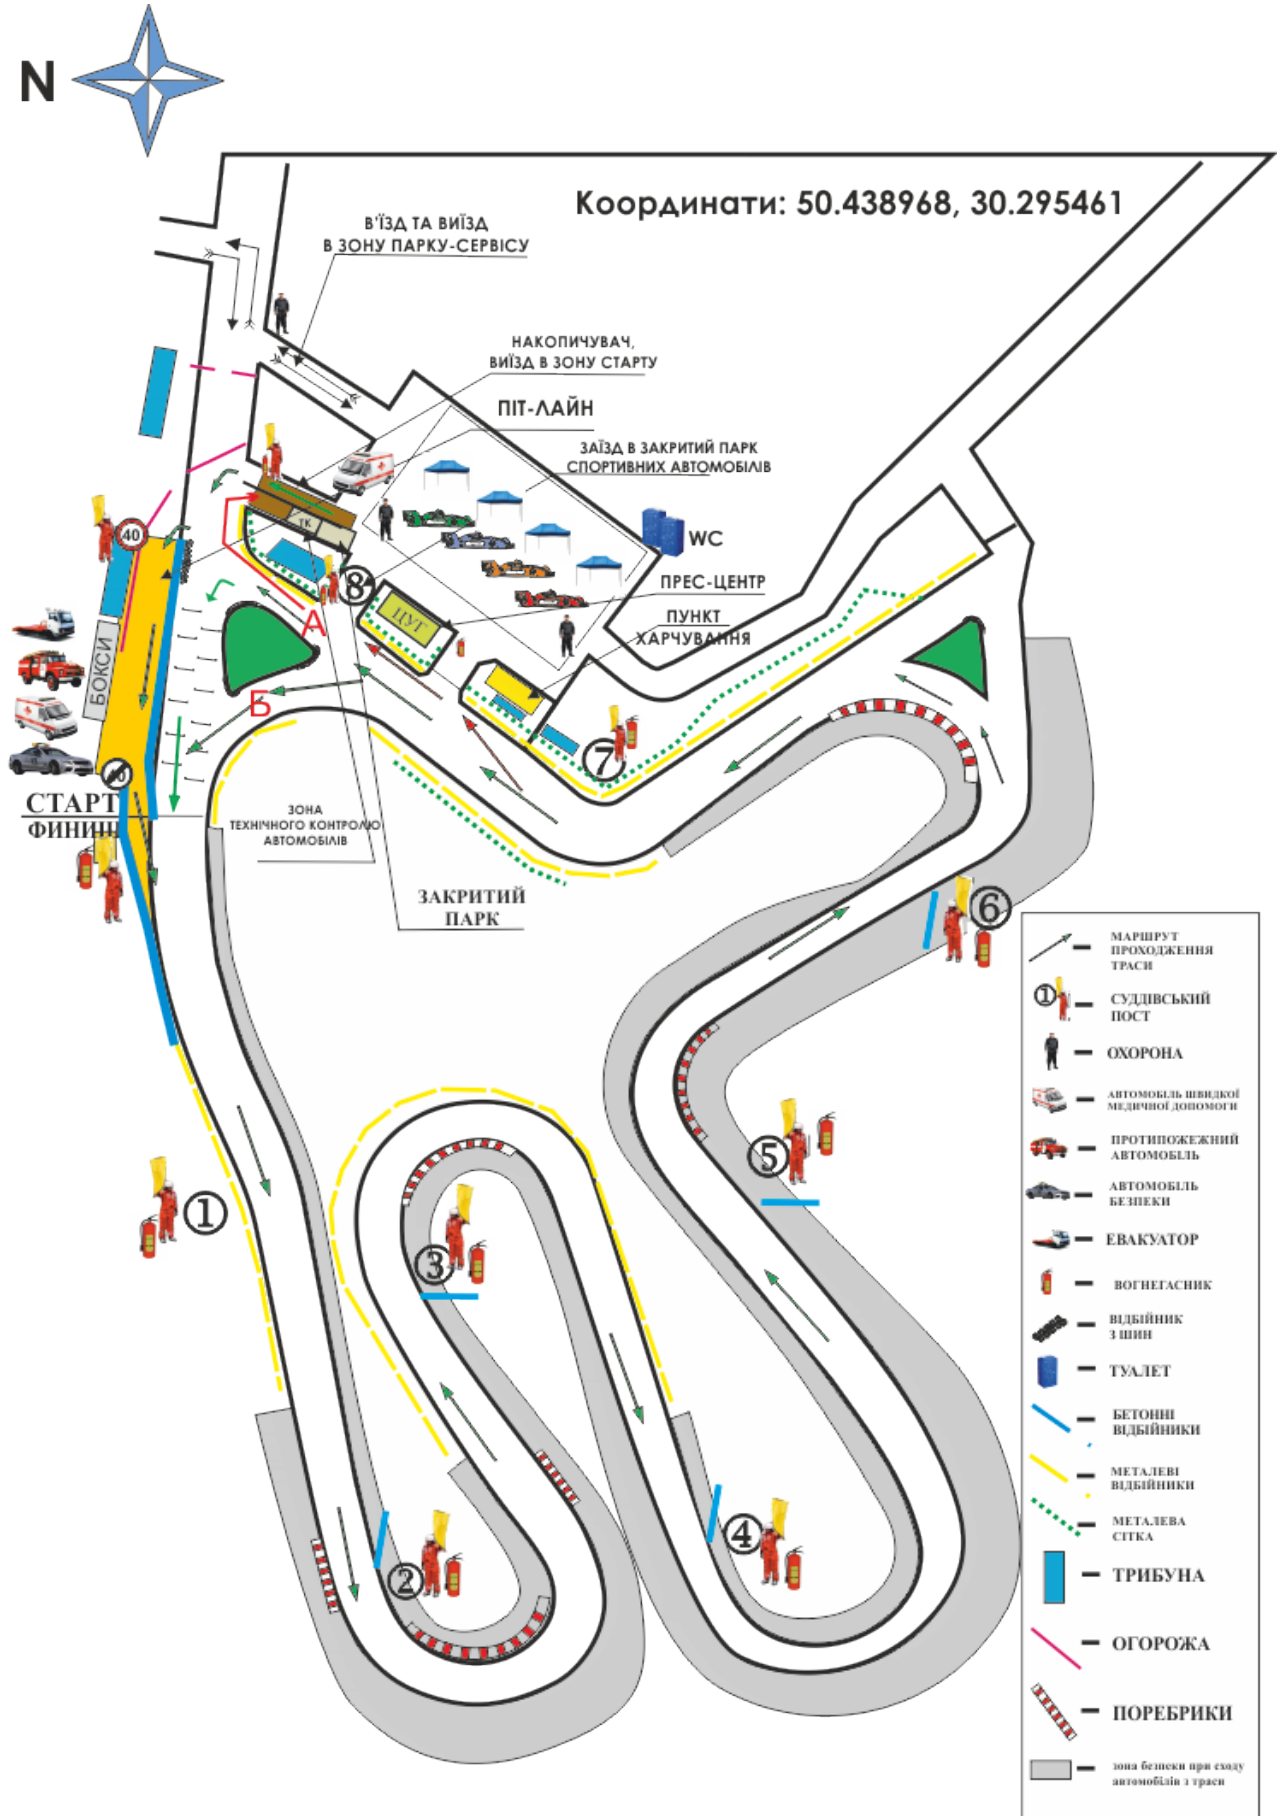 N
Координати: 50.438968, 30.295461
В'ЇЗД ТА ВИЇЗД
В ЗОНУ ПАРКУ-СЕРВІСУ
НАКОПИЧУВАЧ,
ВИЇЗД В ЗОНУ СТАРТУ
ПІТ-ЛАЙН
ЗАЇЗД В ЗАКРИТИЙ ПАРК
СПОРТИВНИХ АВТОМОБІЛІВ
40
ТК
WC
8
ПРЕС-ЦЕНТР
ЦУГ
ПУНКТ
ХАРЧУВАННЯ
А
БОКСИ
Б
7
40
СТАРТ
ФИНИШ
ЗОНА
ТЕХНІЧНОГО КОНТРОЛЮ
АВТОМОБІЛІВ
ЗАКРИТИЙ
ПАРК
6
5
1
3
4
2
МАРШРУТ
ПРОХОДЖЕННЯ
ТРАСИ
1
СУДДІВСЬКИЙ
ПОСТ
ОХОРОНА
АВТОМОБІЛЬ ШВИДКОЇ
МЕДИЧНОЇ ДОПОМОГИ
ПРОТИПОЖЕЖНИЙ
АВТОМОБІЛЬ
АВТОМОБІЛЬ
БЕЗПЕКИ
ЕВАКУАТОР
ВОГНЕГАСНИК
ВІДБІЙНИК
З ШИН
ТУАЛЕТ
БЕТОННІ
ВІДБІЙНИКИ
МЕТАЛЕВІ
ВІДБІЙНИКИ
МЕТАЛЕВА
СІТКА
ТРИБУНА
ОГОРОЖА
ПОРЕБРИКИ
зона безпеки при сході
автомобілів з траси